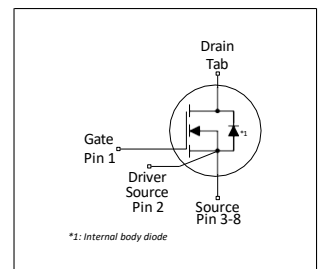 Drain
Tab
*1
Gate
Pin 1
Driver
Source
Pin 2
Source
Pin 3-8
*1: Internal body diode